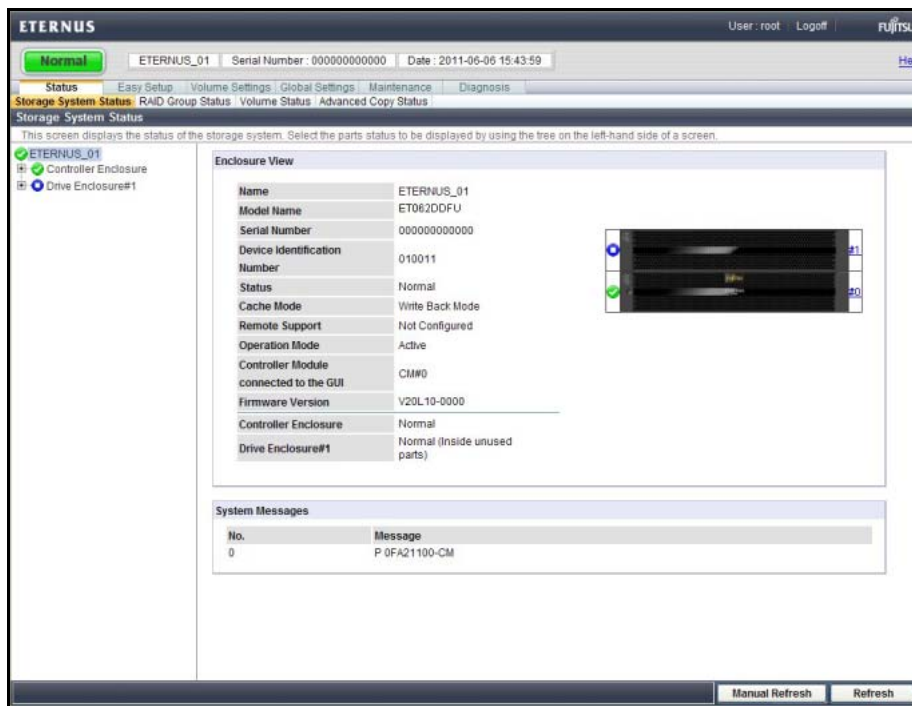 ETERNUS
User : root Logoff
FUJITSU
Normal
ETERNUS_01 Serial Number : 000000000000 Date : 2011-06-06 15:43:59
He
Status Easy Setup Volume Settings Global Settings Maintenance Diagnosis
Storage System Status RAID Group Status Volume Status Advanced Copy Status
Storage System Status
This screen displays the status of the storage system. Select the parts status to be displayed by using the tree on the left-hand side of a screen.
ETERNUS_01
Controller Enclosure
Drive Enclosure#1
Enclosure View
Name ETERNUS_01
Model Name ET062DDFU
Serial Number 000000000000
Device Identification
Number 010011
Status Normal
Cache Mode Write Back Mode
Remote Support Not Configured
Operation Mode Active
Controller Module
connected to the GUI CM#0
Firmware Version V20L10-0000
Controller Enclosure Normal
Drive Enclosure#1 Normal (Inside unused
parts)
#1
#0
System Messages
No. Message
0 P 0FA21100-CM
Manual Refresh Refresh